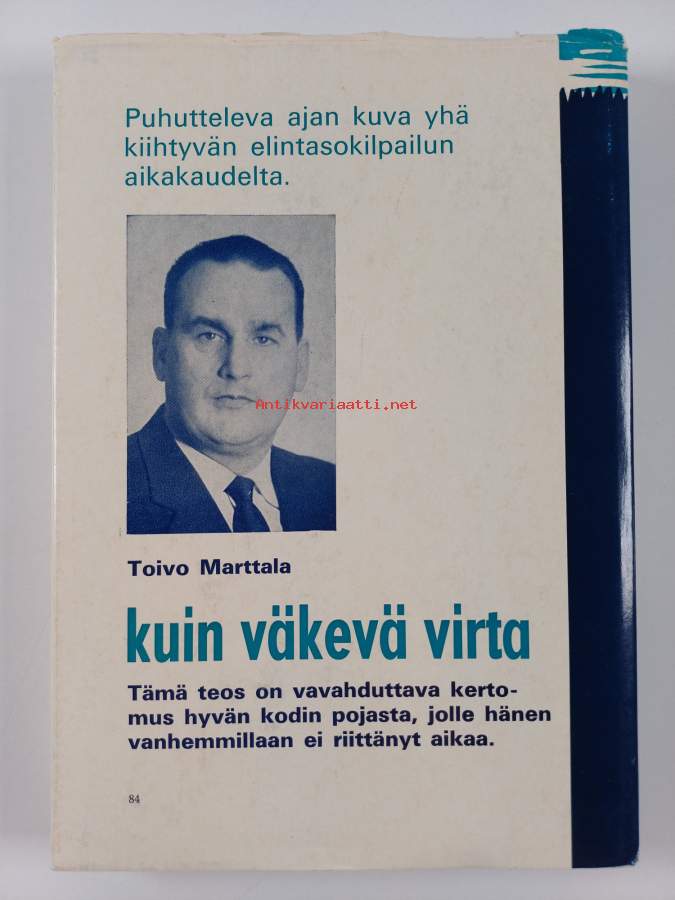 Puhutteleva ajan kuva yhä
kiihtyvän elintasokilpailun
aikakaudelta.
Antikvariaatti.net
Toivo Marttala
kuin väkevä virta
Tämä teos on vavahduttava kerto-
mus hyvän kodin pojasta, jolle hänen
vanhemmillaan ei riittänyt aikaa.
84